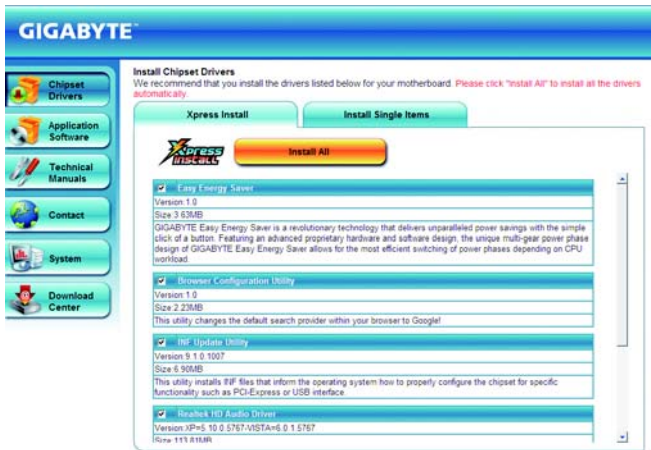 GIGABYTE™
Chipset
Drivers
Application
Software
Technical
Manuals
Contact
System
Download
Center
Install Chipset Drivers
We recommend that you install the drivers listed below for your motherboard. Please click "Install All" to install all the drivers
automatically.
Xpress Install
Install Single Items
Xpress
Install
Install All
Easy Energy Saver
Version:1.0
Size:3.63MB
GIGABYTE Easy Energy Saver is a revolutionary technology that delivers unparalleled power savings with the simple
click of a button. Featuring an advanced proprietary hardware and software design, the unique multi-gear power phase
design of GIGABYTE Easy Energy Saver allows for the most efficient switching of power phases depending on CPU
workload.
Browser Configuration Utility
Version:1.0
Size:2.23MB
This utility changes the default search provider within your browser to Google!
INF Update Utility
Version:9.1.0.1007
Size:6.90MB
This utility installs INF files that inform the operating system how to properly configure the chipset for specific
functionality such as PCI-Express or USB interface.
Realtek HD Audio Driver
Version:XP=5.10.0.5767-VISTA=6.0.1.5767
Size:113.81MB